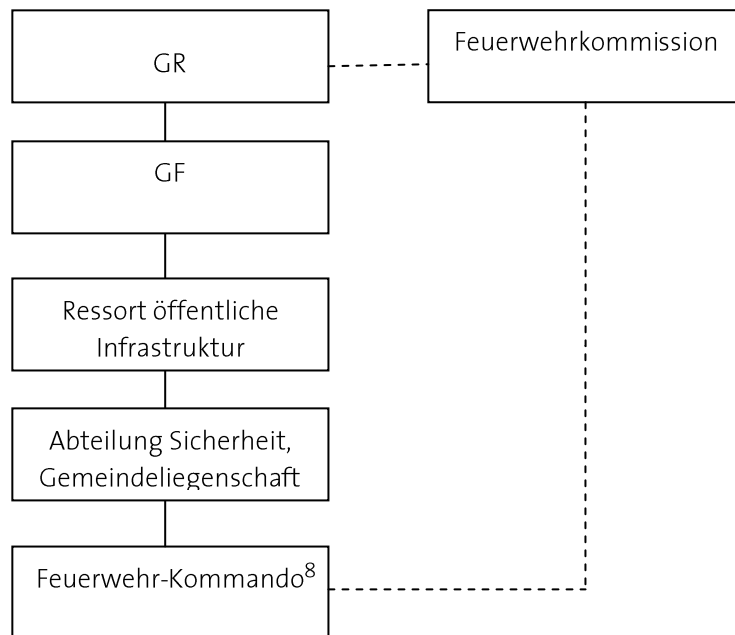 GR
Feuerwehrkommission
GF
Ressort öffentliche
Infrastruktur
Abteilung Sicherheit,
Gemeindeliegenschaft
Feuerwehr-Kommando⁸